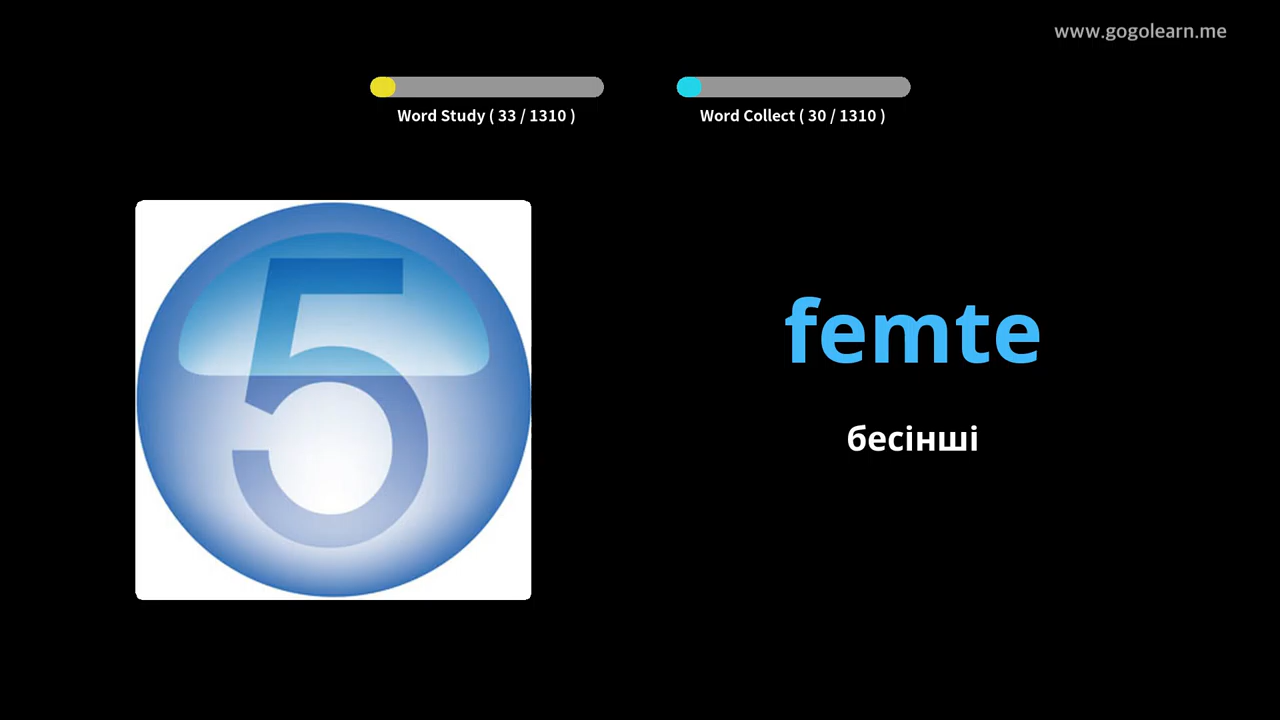 www.gogolearn.me
Word Study ( 33 / 1310 )
Word Collect ( 30 / 1310 )
5
femte
бесінші